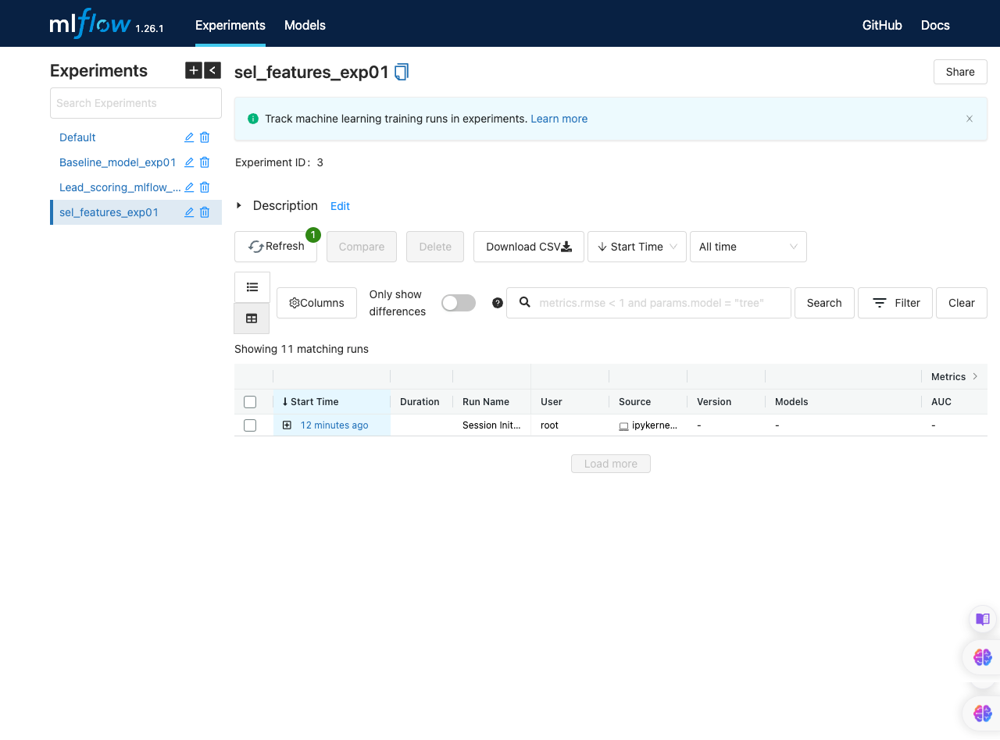 mlflow 1.26.1 Experiments Models GitHub Docs
Experiments
Search Experiments
Default
Baseline_model_exp01
Lead_scoring_mlflow_...
sel_features_exp01
sel_features_exp01 Share
Track machine learning training runs in experiments. Learn more
Experiment ID: 3
Description Edit
Refresh 1 Compare Delete Download CSV Start Time All time
Columns Only show differences metrics.rmse < 1 and params.model = "tree" Search Filter Clear
Showing 11 matching runs
Metrics
Start Time Duration Run Name User Source Version Models AUC
12 minutes ago Session Init... root ipykerne... - - -
Load more